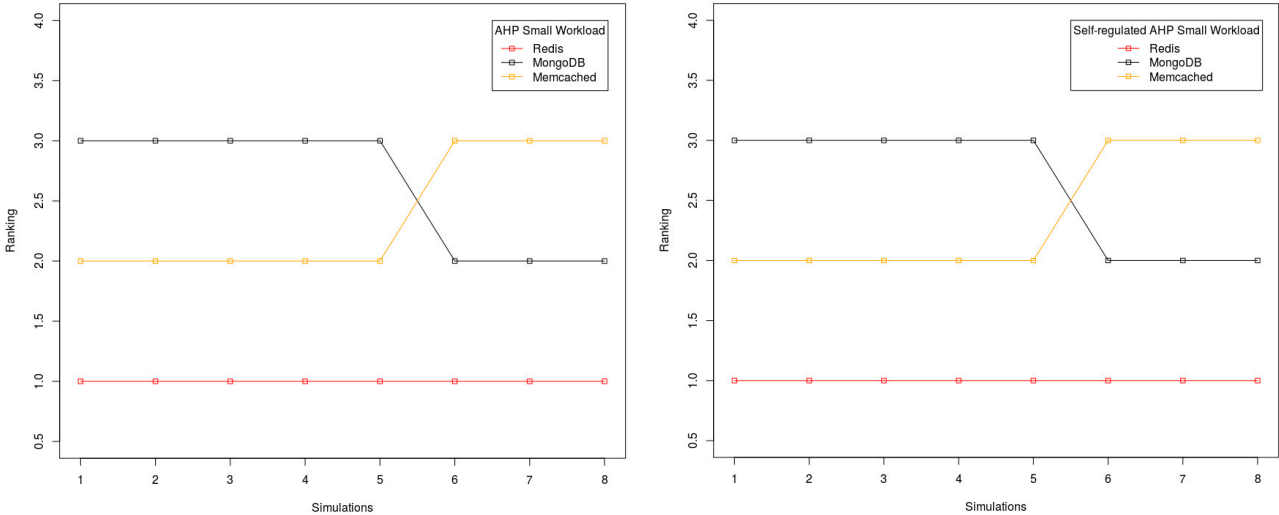 AHP Small Workload
Redis
MongoDB
Memcached
4.0
3.5
3.0
2.5
2.0
1.5
1.0
0.5
Ranking
1 2 3 4 5 6 7 8
Simulations
Self-regulated AHP Small Workload
Redis
MongoDB
Memcached
4.0
3.5
3.0
2.5
2.0
1.5
1.0
0.5
Ranking
1 2 3 4 5 6 7 8
Simulations